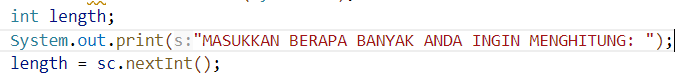 int length;
System.out.print(s:"MASUKKAN BERAPA BANYAK ANDA INGIN MENGHITUNG: ");
length = sc.nextInt();